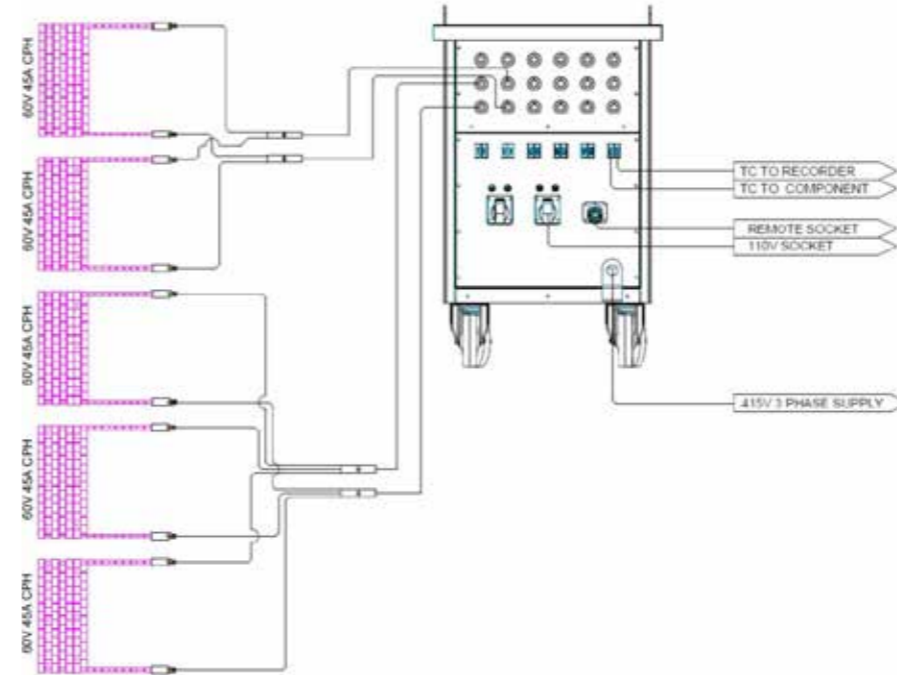 60V 45A CPH
60V 45A CPH
60V 45A CPH
60V 45A CPH
60V 45A CPH
TC TO RECORDER
TC TO COMPONENT
REMOTE SOCKET
110V SOCKET
415V 3 PHASE SUPPLY